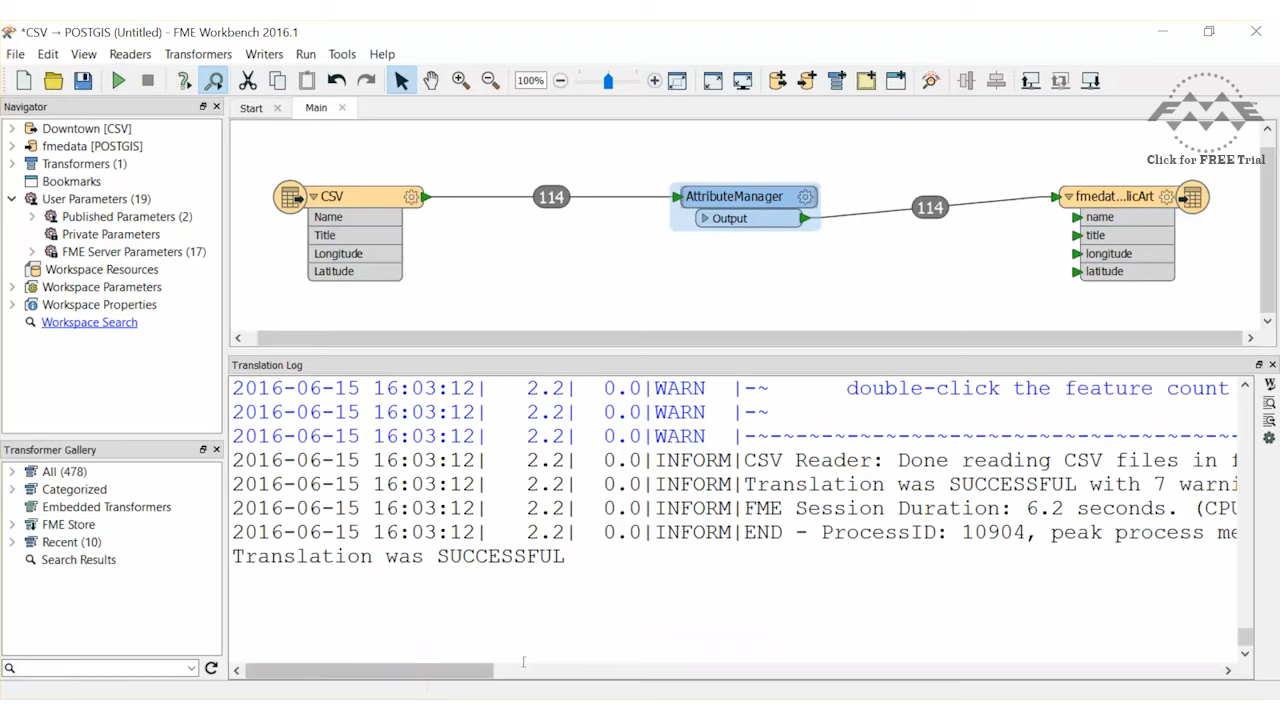 *CSV → POSTGIS (Untitled) - FME Workbench 2016.1
File Edit View Readers Transformers Writers Run Tools Help
100%
FME
Click for FREE Trial
Navigator
Downtown [CSV]
fmedata [POSTGIS]
Transformers (1)
Bookmarks
User Parameters (19)
Published Parameters (2)
Private Parameters
FME Server Parameters (17)
Workspace Resources
Workspace Parameters
Workspace Properties
Workspace Search
Transformer Gallery
All (478)
Categorized
Embedded Transformers
FME Store
Recent (10)
Search Results
Start Main
CSV
Name
Title
Longitude
Latitude
114
AttributeManager
Output
114
fmedat...licArt
name
title
longitude
latitude
Translation Log
2016-06-15 16:03:12| 2.2| 0.0|WARN |-~ double-click the feature count
2016-06-15 16:03:12| 2.2| 0.0|WARN |-~
2016-06-15 16:03:12| 2.2| 0.0|WARN |-~-~-~-~-~-~-~-~-~-~-~-~-~-~-~-~-~-~-~-
2016-06-15 16:03:12| 2.2| 0.0|INFORM|CSV Reader: Done reading CSV files in f
2016-06-15 16:03:12| 2.2| 0.0|INFORM|Translation was SUCCESSFUL with 7 warni
2016-06-15 16:03:12| 2.2| 0.0|INFORM|FME Session Duration: 6.2 seconds. (CPU
2016-06-15 16:03:12| 2.2| 0.0|INFORM|END - ProcessID: 10904, peak process me
Translation was SUCCESSFUL